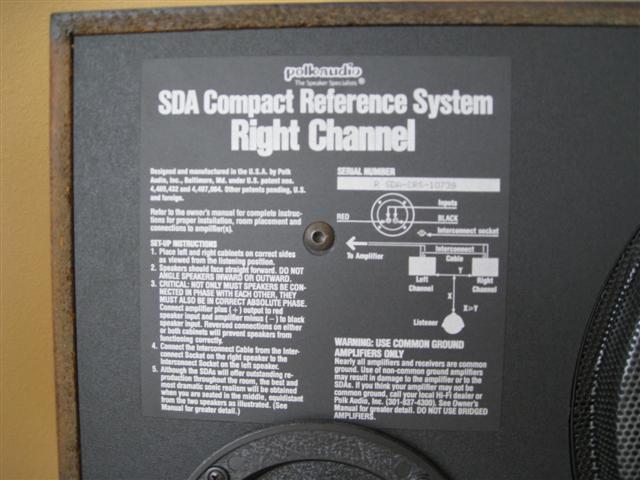 polkaudio
The Speaker Specialists ®
SDA Compact Reference System
Right Channel
Designed and manufactured in the U.S.A. by Polk
Audio, Inc., Baltimore, Md. under U.S. patent nos.
4,489,432 and 4,497,064. Other patents pending, U.S.
and foreign.
Refer to the owner's manual for complete instruc-
tions for proper installation, room placement and
connections to amplifier(s).
SET-UP INSTRUCTIONS
1. Place left and right cabinets on correct sides
as viewed from the listening position.
2. Speakers should face straight forward. DO NOT
ANGLE SPEAKERS INWARD OR OUTWARD.
3. CRITICAL: NOT ONLY MUST SPEAKERS BE CON-
NECTED IN PHASE WITH EACH OTHER, THEY
MUST ALSO BE IN CORRECT ABSOLUTE PHASE.
Connect amplifier plus (+) output to red
speaker input and amplifier minus (−) to black
speaker input. Reversed connections on either
or both cabinets will prevent speakers from
functioning correctly.
4. Connect the Interconnect Cable from the Inter-
connect Socket on the right speaker to the
Interconnect Socket on the left speaker.
5. Although the SDA will offer outstanding re-
production throughout the room, the best and
most dramatic sonic realism will be obtained
when you are seated in the middle, equidistant
from the two speakers as illustrated. (See
Manual for greater detail.)
SERIAL NUMBER
R SDA-CRS-10739
Inputs
RED
BLACK
Interconnect socket
To Amplifier
Interconnect
Cable
Left
Channel
Y
Right
Channel
X
Listener
X>Y
WARNING: USE COMMON GROUND
AMPLIFIERS ONLY
Nearly all amplifiers and receivers are common
ground. Use of non-common ground amplifiers
may result in damage to the amplifier or to the
SDAs. If you think your amplifier may not be
common ground, call your local Hi-Fi dealer or
Polk Audio, Inc. (301-837-4300). See Owner's
Manual for greater detail. DO NOT USE BRIDGED
AMPLIFIERS.